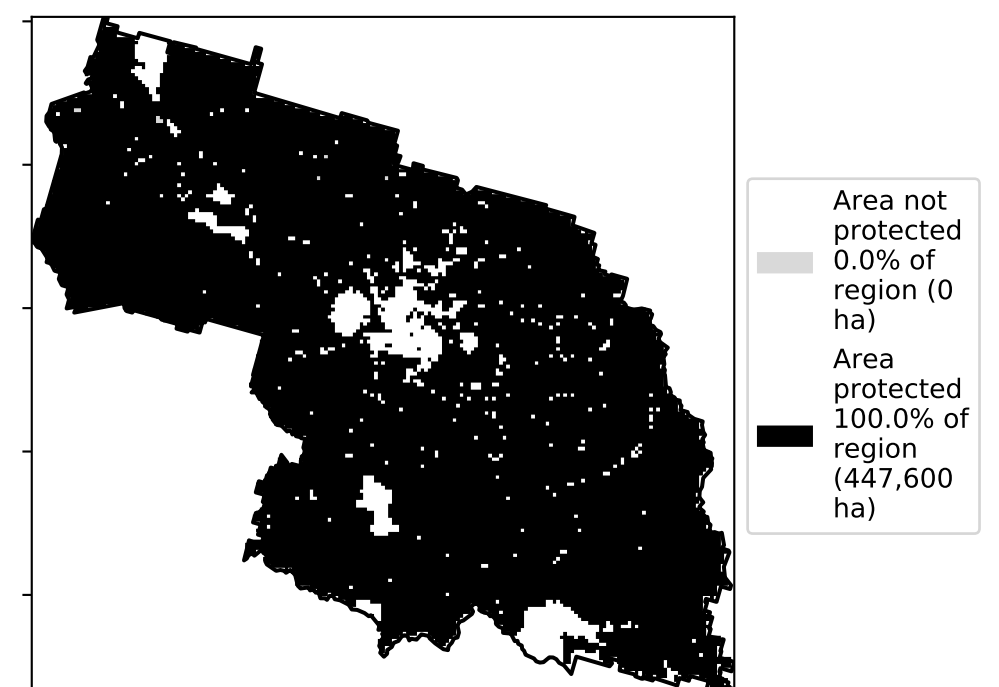 Area not
protected
0.0% of
region (0
ha)
Area
protected
100.0% of
region
(447,600
ha)